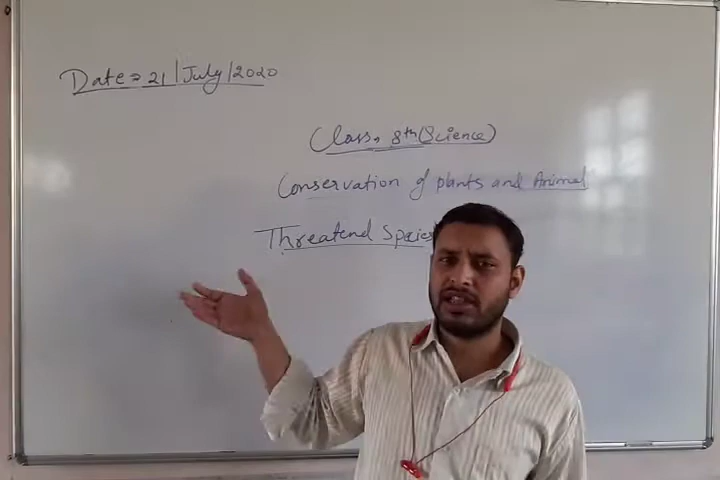 Date → 21/July/2020
Class → 8th (Science)
Conservation of plants and Animal
Threatend Species